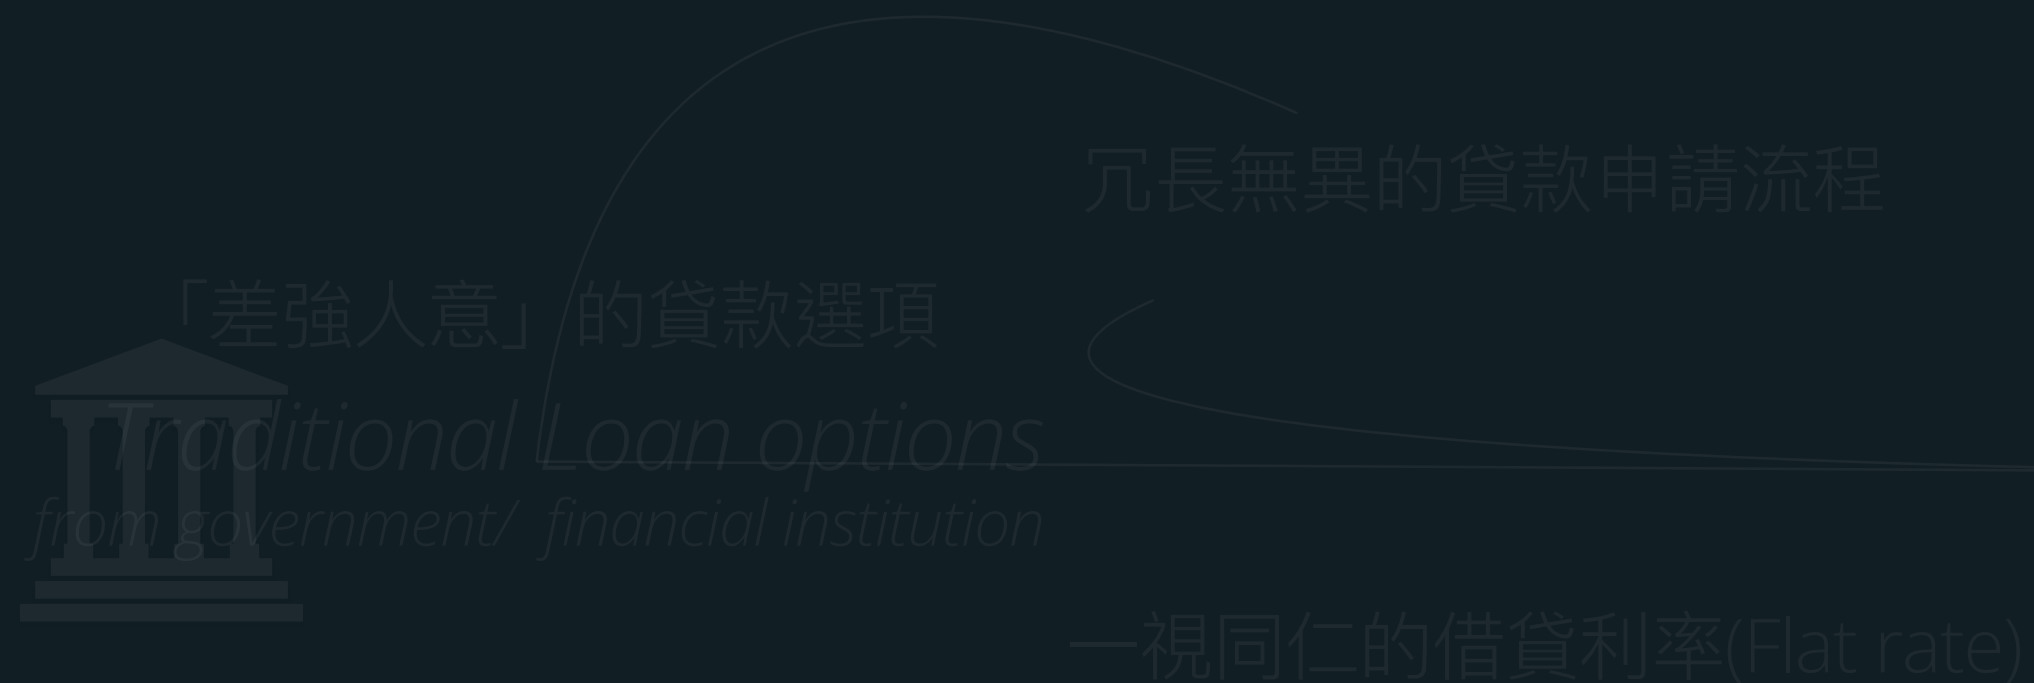 冗長無異的貸款申請流程
「差強人意」的貸款選項
Traditional Loan options
from government/ financial institution
一視同仁的借貸利率(Flat rate)